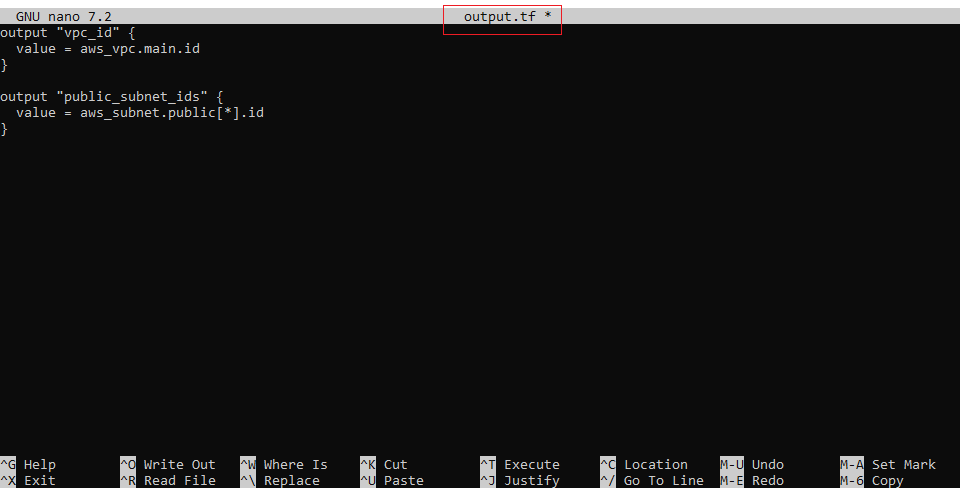 GNU nano 7.2 output.tf *
output "vpc_id" {
  value = aws_vpc.main.id
}

output "public_subnet_ids" {
  value = aws_subnet.public[*].id
}

^G Help ^O Write Out ^W Where Is ^K Cut ^T Execute ^C Location M-U Undo M-A Set Mark
^X Exit ^R Read File ^\ Replace ^U Paste ^J Justify ^/ Go To Line M-E Redo M-6 Copy